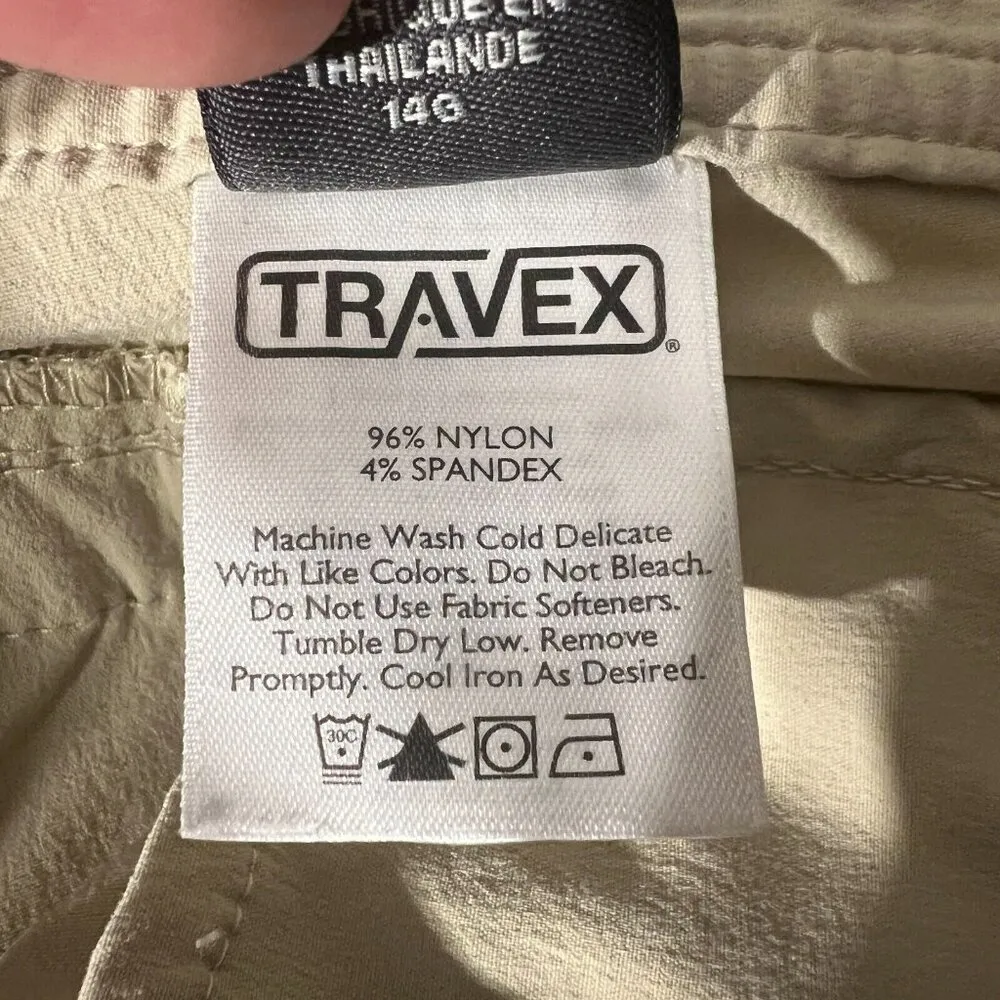 EN
THAILANDE
14G
TRAVEX®
96% NYLON
4% SPANDEX
Machine Wash Cold Delicate
With Like Colors. Do Not Bleach.
Do Not Use Fabric Softeners.
Tumble Dry Low. Remove
Promptly. Cool Iron As Desired.
30C